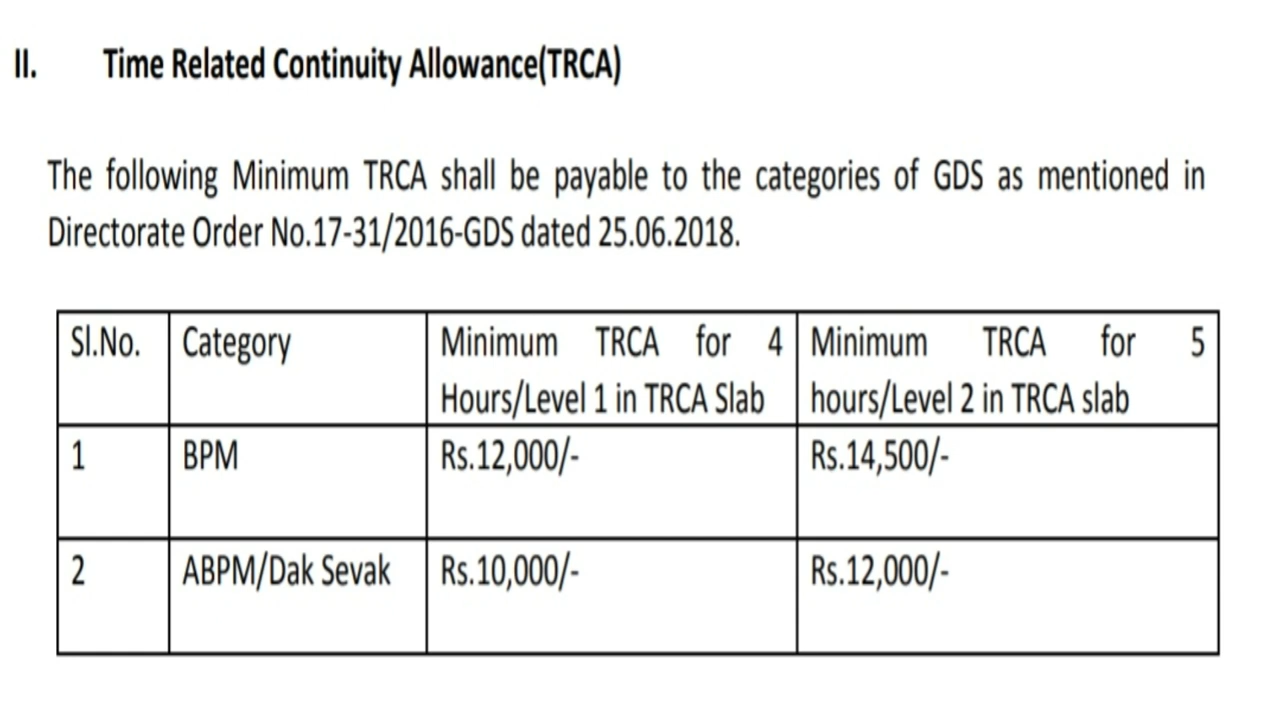 II. Time Related Continuity Allowance(TRCA)
The following Minimum TRCA shall be payable to the categories of GDS as mentioned in
Directorate Order No.17-31/2016-GDS dated 25.06.2018.
Sl.No. Category Minimum TRCA for 4 Hours/Level 1 in TRCA Slab Minimum TRCA for 5 hours/Level 2 in TRCA slab
1 BPM Rs.12,000/- Rs.14,500/-
2 ABPM/Dak Sevak Rs.10,000/- Rs.12,000/-